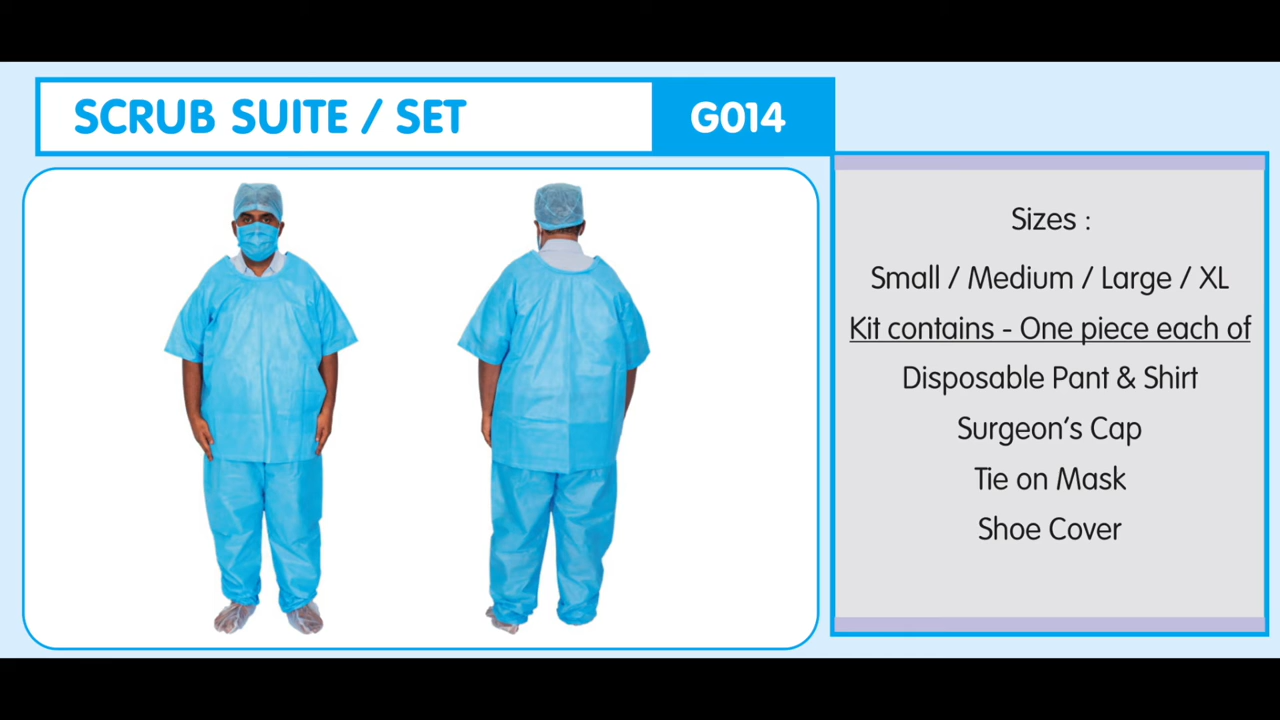 SCRUB SUITE / SET
G014
Sizes :
Small / Medium / Large / XL
Kit contains - One piece each of
Disposable Pant & Shirt
Surgeon's Cap
Tie on Mask
Shoe Cover